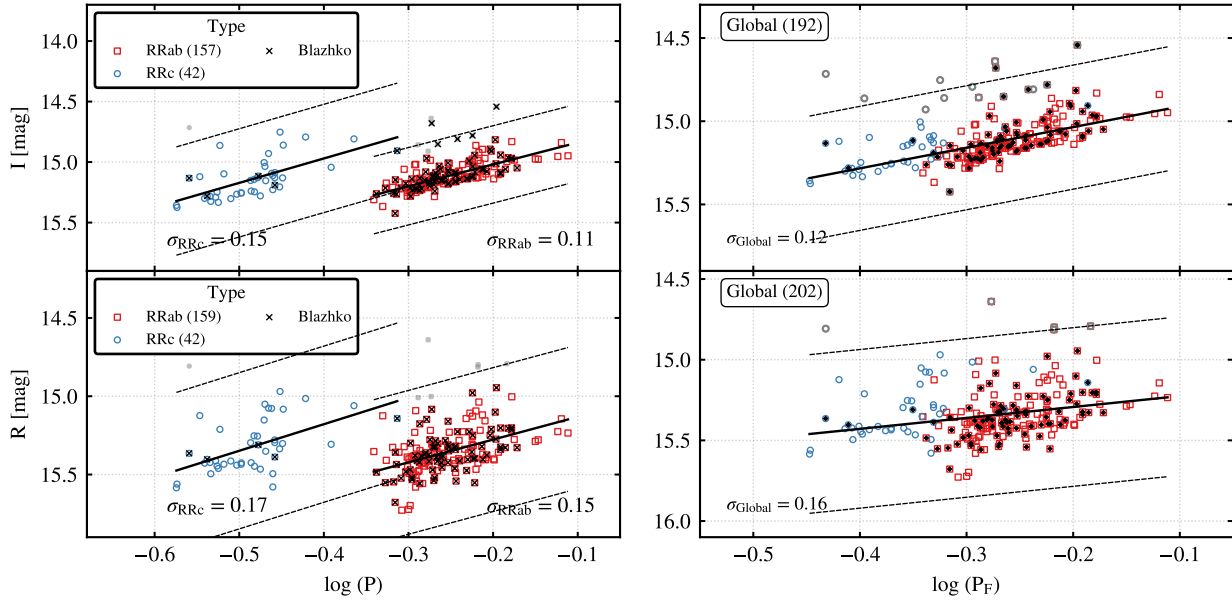 Type
RRab (157)
Blazhko
RRc (42)
14.0
14.5
15.0
15.5
I [mag]
σRRc = 0.15
σRRab = 0.11
Global (192)
14.5
15.0
15.5
σGlobal = 0.12
Type
RRab (159)
Blazhko
RRc (42)
14.5
15.0
15.5
R [mag]
σRRc = 0.17
σRRab = 0.15
−0.6
−0.5
−0.4
−0.3
−0.2
−0.1
log (P)
Global (202)
14.5
15.0
15.5
16.0
σGlobal = 0.16
−0.5
−0.4
−0.3
−0.2
−0.1
log (PF)